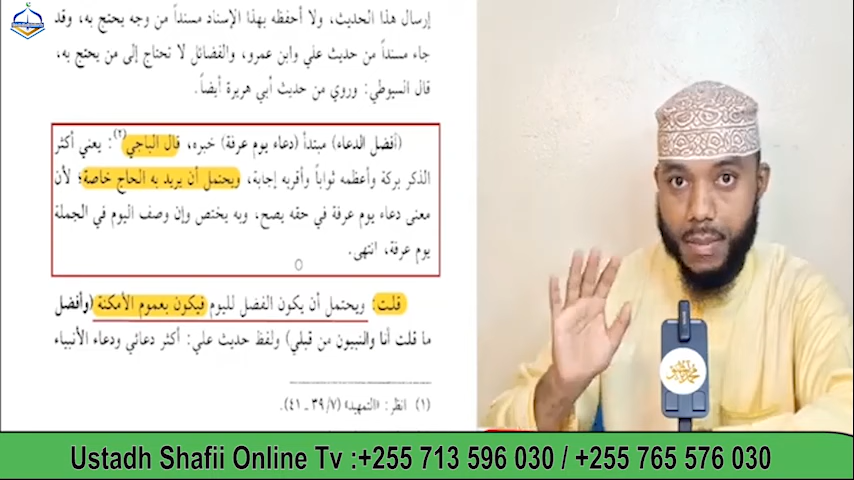 إرسال هذا الحديث، ولا أحفظه بهذا الإسناد مسنداً من وجه يحتج به، وقد
جاء مسنداً من حديث علي وابن عمرو، والفضائل لا تحتاج إلى من يحتج به،
قال السيوطي: وروي من حديث أبي هريرة أيضاً.
(أفضل الدعاء) مبتدأ (دعاء يوم عرفة) خبره، قال الباجي(٢): يعني أكثر
الذكر بركة وأعظمه ثواباً وأقربه إجابة، ويحتمل أن يريد به الحاج خاصة؛ لأن
معنى دعاء يوم عرفة في حقه يصح، وبه يختص وإن وصف اليوم في الجملة
يوم عرفة، انتهى.
قلت: ويحتمل أن يكون الفضل لليوم فيكون بعموم الأمكنة (وأفضل
ما قلت أنا والنبيون من قبلي) ولفظ حديث علي: أكثر دعائي ودعاء الأنبياء
(١) انظر: «التمهيد» (٧/ ٣٩ ـ ٤١).
Ustadh Shafii Online Tv :+255 713 596 030 / +255 765 576 030